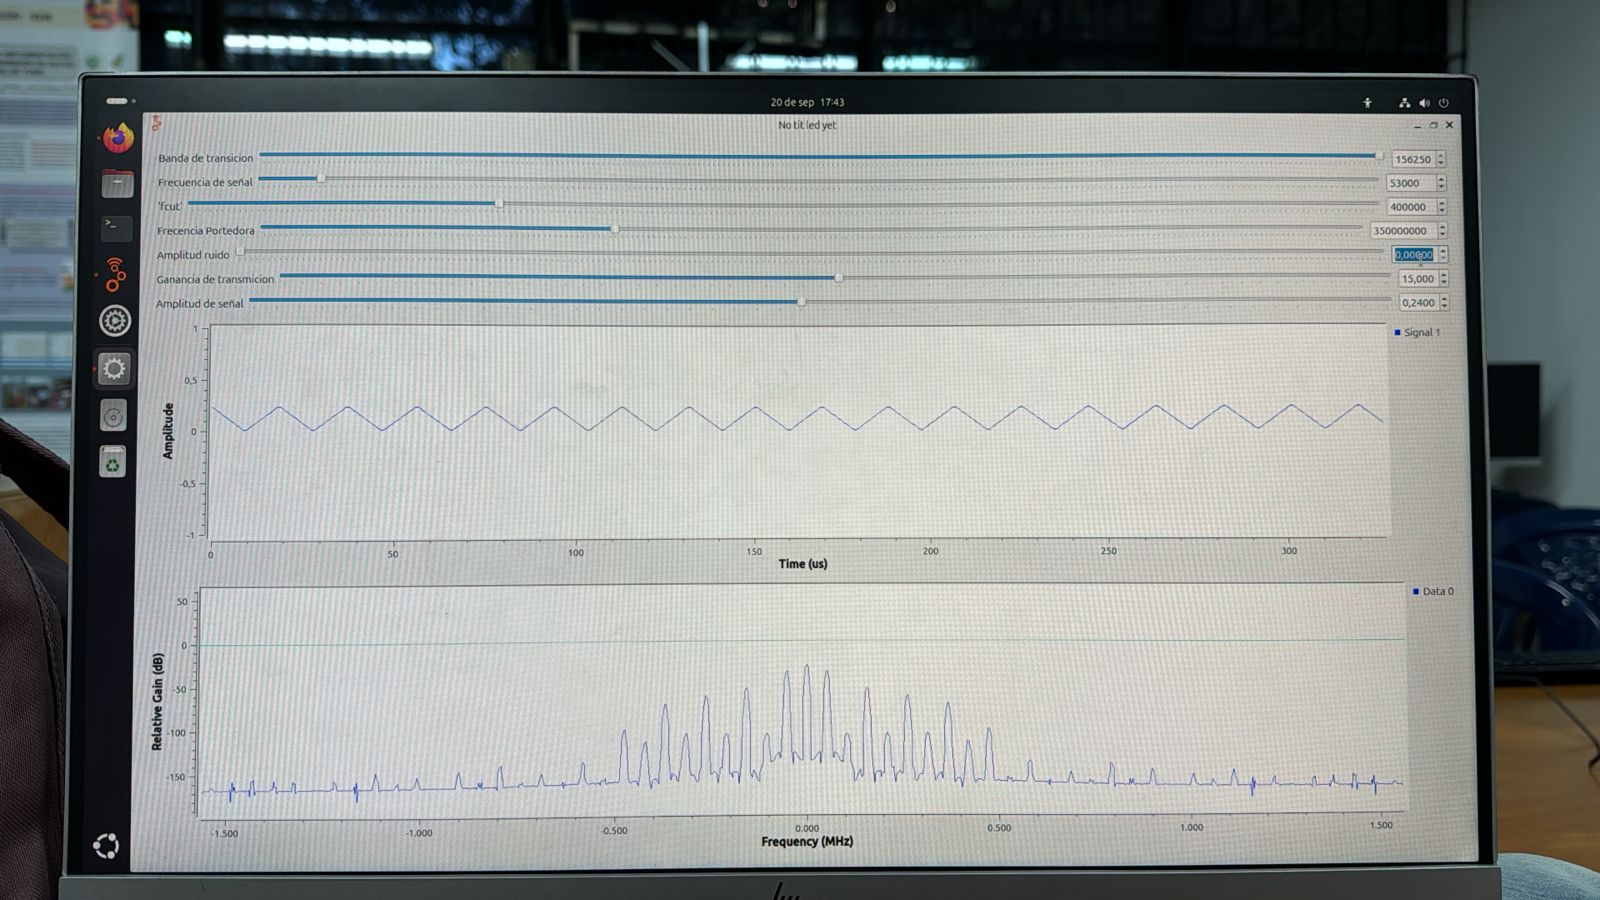 20 de sep 17:43
No titled yet
Banda de transicion 156250
Frecuencia de señal 53000
'fcut' 400000
Frecencia Portedora 350000000
Amplitud ruido 0,00000
Ganancia de transmicion 15,000
Amplitud de señal 0,2400
Signal 1
1
0,5
0
-0,5
-1
Amplitude
0 50 100 150 200 250 300
Time (us)
Data 0
50
0
-50
-100
-150
Relative Gain (dB)
-1.500 -1.000 -0.500 0.000 0.500 1.000 1.500
Frequency (MHz)
hp